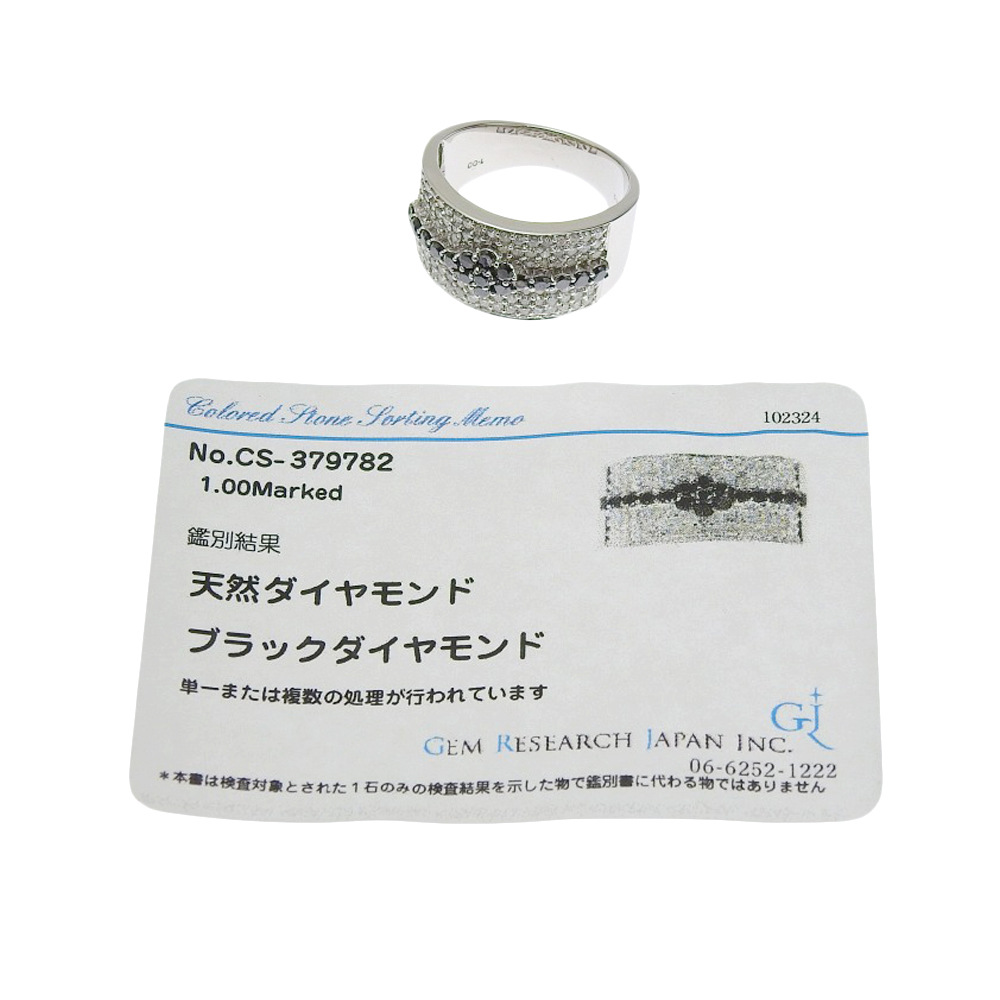 Colored Stone Sorting Memo
102324
No.CS-379782
1.00Marked
鑑別結果
天然ダイヤモンド
ブラックダイヤモンド
単一または複数の処理が行われています
GJ
GEM RESEARCH JAPAN INC.
06-6252-1222
*本書は検査対象とされた1石のみの検査結果を示した物で鑑別書に代わる物ではありません